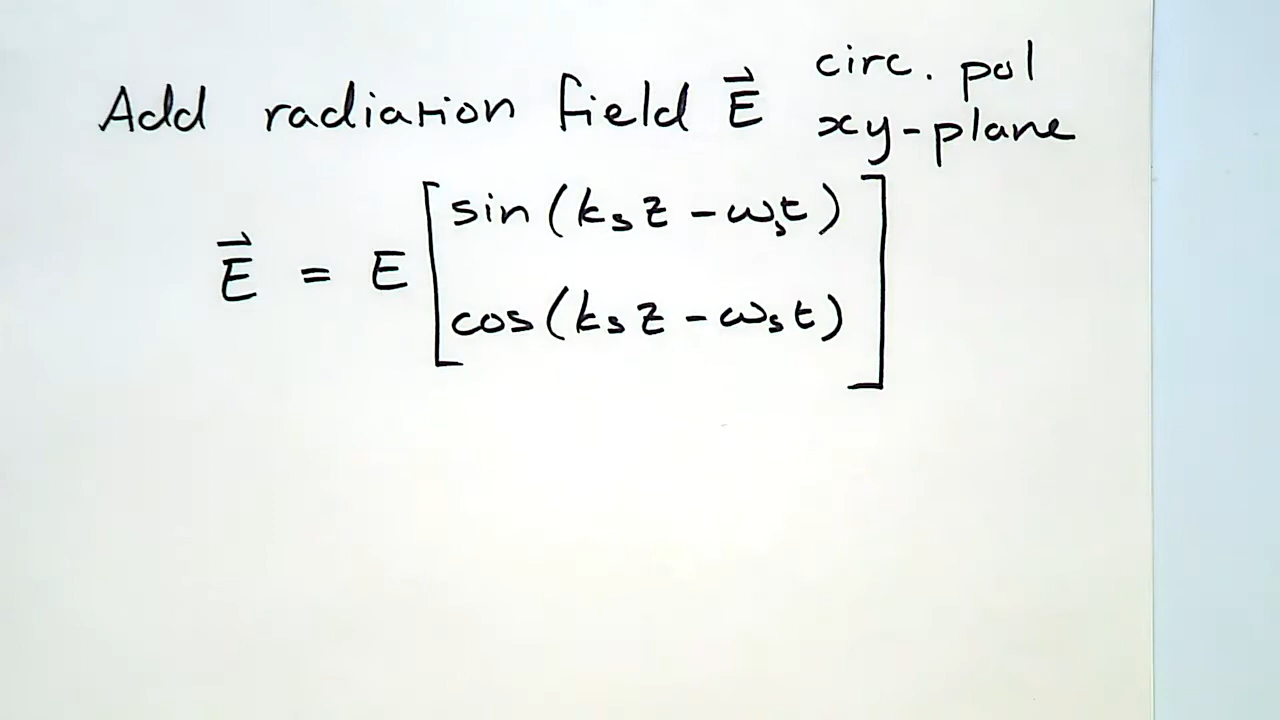 Add radiation field E⃗ circ. pol
xy-plane
E⃗ = E [ sin(kₛz - ωₛt)
cos(kₛz - ωₛt) ]